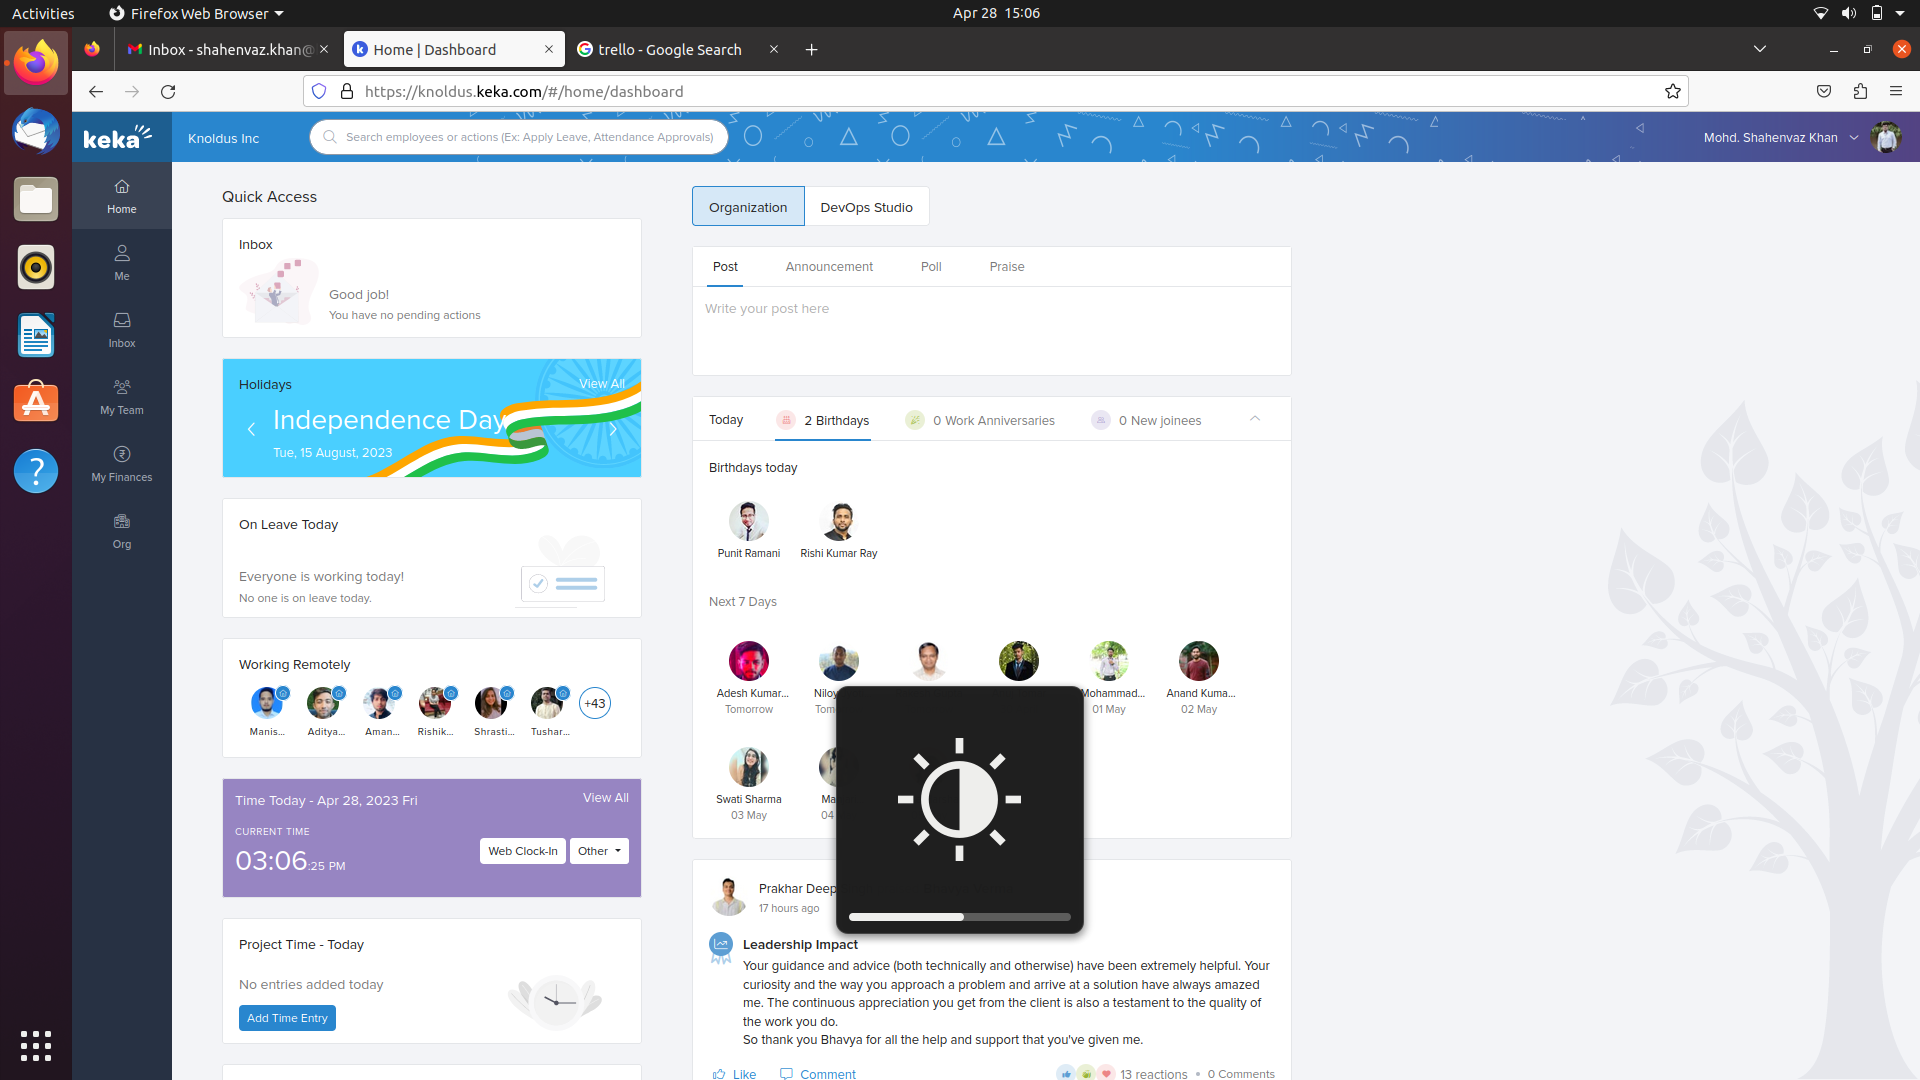 Activities
Firefox Web Browser
Apr 28 15:06
Inbox - shahenvaz.khan@
Home | Dashboard
trello - Google Search
https://knoldus.keka.com/#/home/dashboard
keka
Knoldus Inc
Search employees or actions (Ex: Apply Leave, Attendance Approvals)
Mohd. Shahenvaz Khan
Home
Me
Inbox
My Team
My Finances
Org
Quick Access
Inbox
Good job!
You have no pending actions
Holidays
View All
Independence Day
Tue, 15 August, 2023
On Leave Today
Everyone is working today!
No one is on leave today.
Working Remotely
+43
Manis...
Aditya...
Aman...
Rishik...
Shrasti...
Tushar...
Time Today - Apr 28, 2023 Fri
View All
CURRENT TIME
03:06:25 PM
Web Clock-In
Other
Project Time - Today
No entries added today
Add Time Entry
Organization
DevOps Studio
Post
Announcement
Poll
Praise
Write your post here
Today
2 Birthdays
0 Work Anniversaries
0 New joinees
Birthdays today
Punit Ramani
Rishi Kumar Ray
Next 7 Days
Adesh Kumar...
Tomorrow
Mohammad...
01 May
Anand Kuma...
02 May
Swati Sharma
03 May
04
Prakhar Deep
17 hours ago
Leadership Impact
Your guidance and advice (both technically and otherwise) have been extremely helpful. Your
curiosity and the way you approach a problem and arrive at a solution have always amazed
me. The continuous appreciation you get from the client is also a testament to the quality of
the work you do.
So thank you Bhavya for all the help and support that you've given me.
Like
Comment
13 reactions • 0 Comments